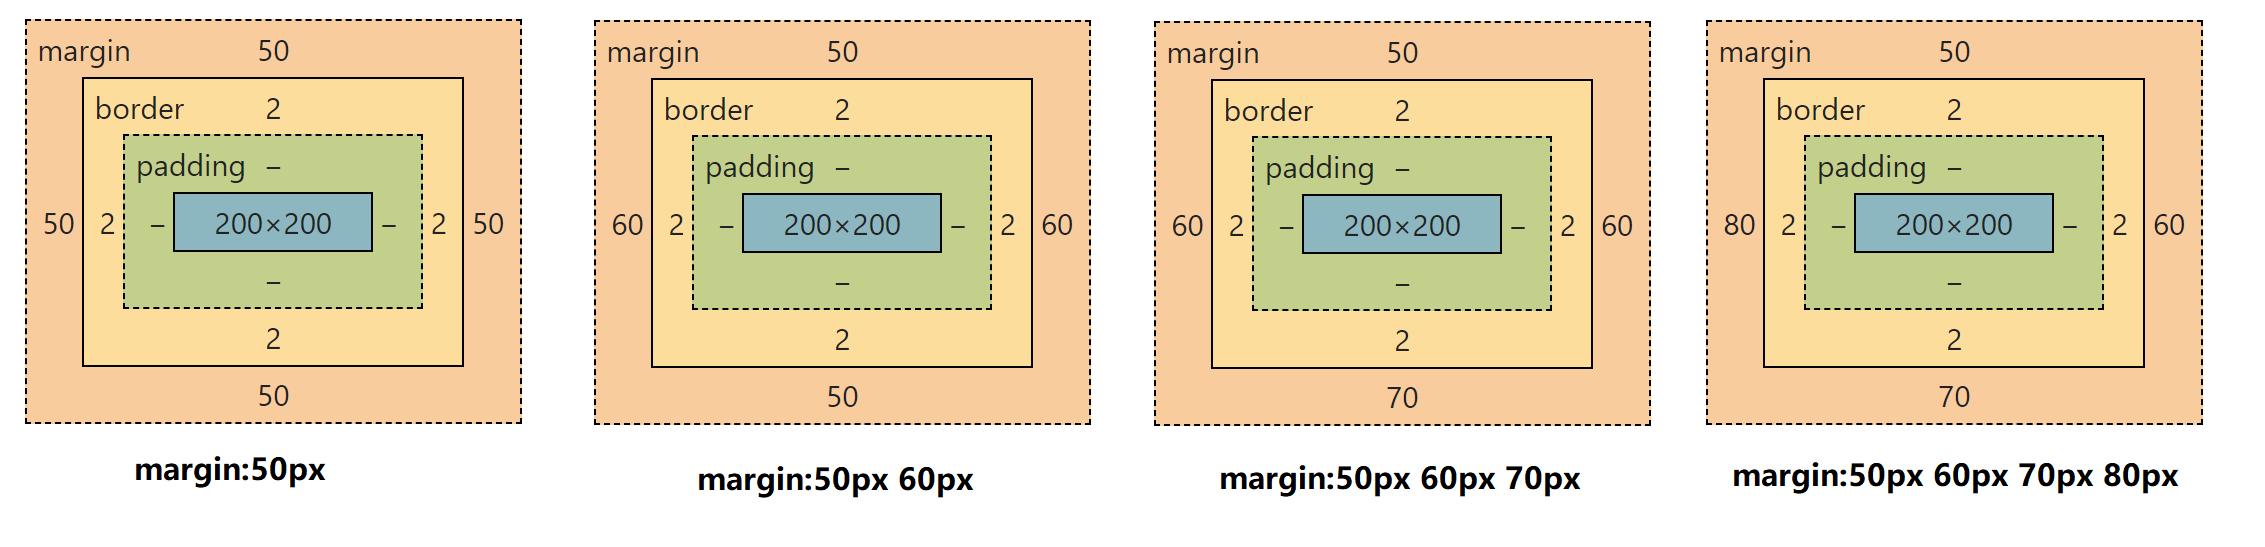 margin 50
border 2
padding –
50 2 – 200×200 – 2 50
–
2
50
margin:50px
margin 50
border 2
padding –
60 2 – 200×200 – 2 60
–
2
50
margin:50px 60px
margin 50
border 2
padding –
60 2 – 200×200 – 2 60
–
2
70
margin:50px 60px 70px
margin 50
border 2
padding –
80 2 – 200×200 – 2 60
–
2
70
margin:50px 60px 70px 80px